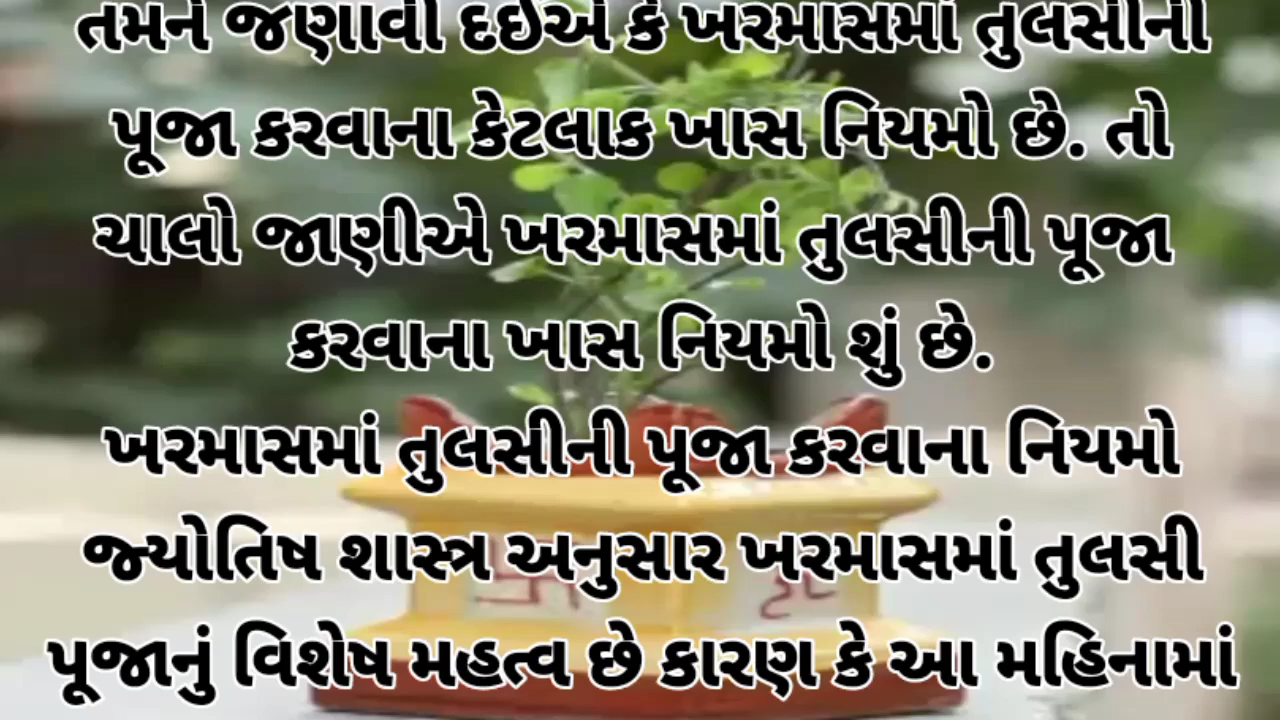 તમને જણાવી દઈએ કે ખરમાસમાં તુલસીની
પૂજા કરવાના કેટલાક ખાસ નિયમો છે. તો
ચાલો જાણીએ ખરમાસમાં તુલસીની પૂજા
કરવાના ખાસ નિયમો શું છે.
ખરમાસમાં તુલસીની પૂજા કરવાના નિયમો
જ્યોતિષ શાસ્ત્ર અનુસાર ખરમાસમાં તુલસી
પૂજાનું વિશેષ મહત્વ છે કારણ કે આ મહિનામાં